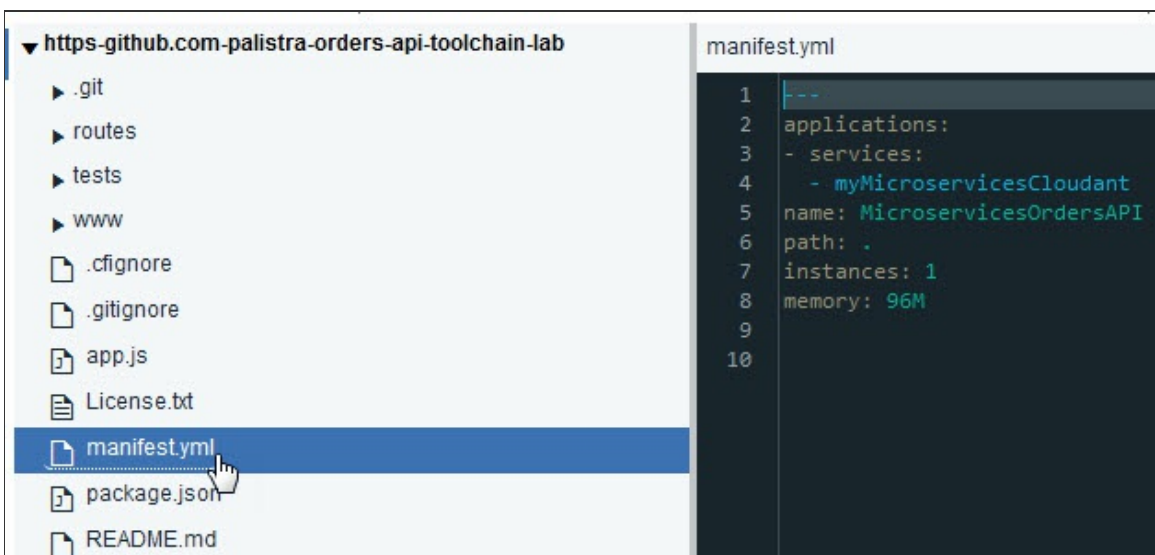 https-github.com-palistra-orders-api-toolchain-lab
.git
routes
tests
www
.cfignore
.gitignore
app.js
License.txt
manifest.yml
package.json
README.md
manifest.yml
1 ---
2 applications:
3 - services:
4   - myMicroservicesCloudant
5 name: MicroservicesOrdersAPI
6 path: .
7 instances: 1
8 memory: 96M
9
10